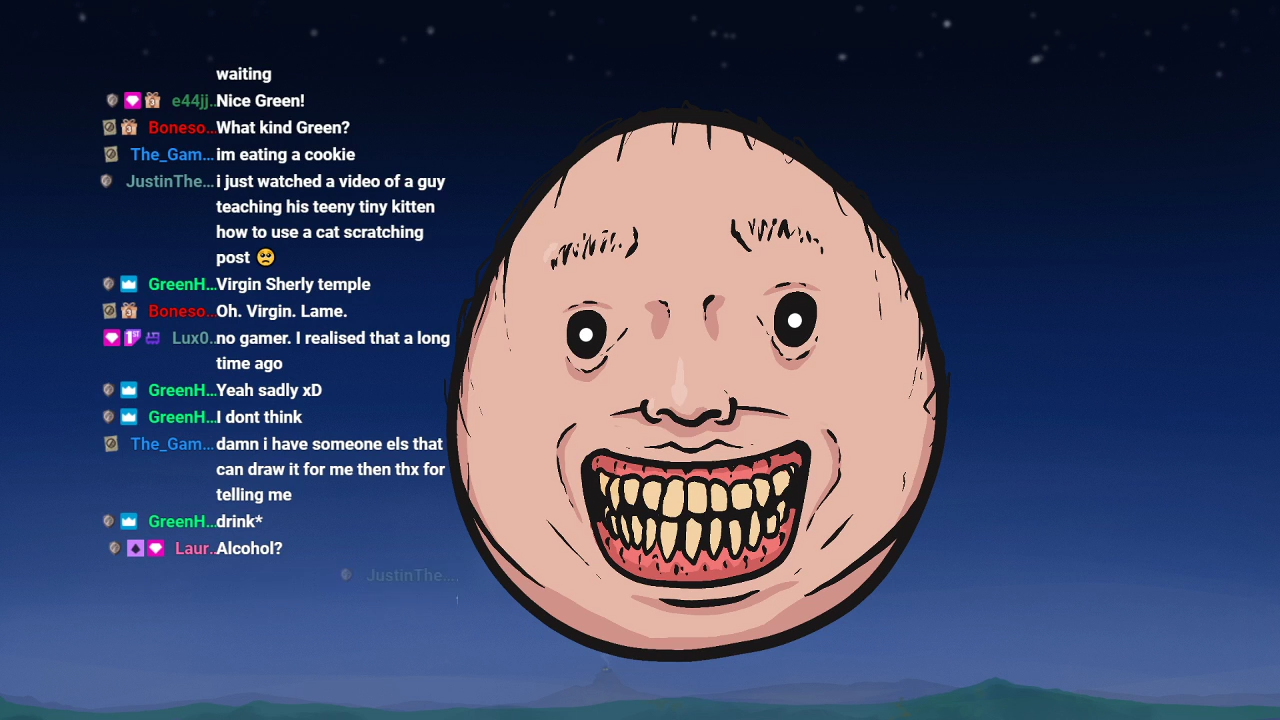 waiting
e44jj.. Nice Green!
Boneso... What kind Green?
The_Gam... im eating a cookie
JustinThe... i just watched a video of a guy
teaching his teeny tiny kitten
how to use a cat scratching
post 🥺
GreenH... Virgin Sherly temple
Boneso... Oh. Virgin. Lame.
1ST Lux0.. no gamer. I realised that a long
time ago
GreenH... Yeah sadly xD
GreenH... I dont think
The_Gam... damn i have someone els that
can draw it for me then thx for
telling me
GreenH... drink*
Laur.. Alcohol?
JustinThe....